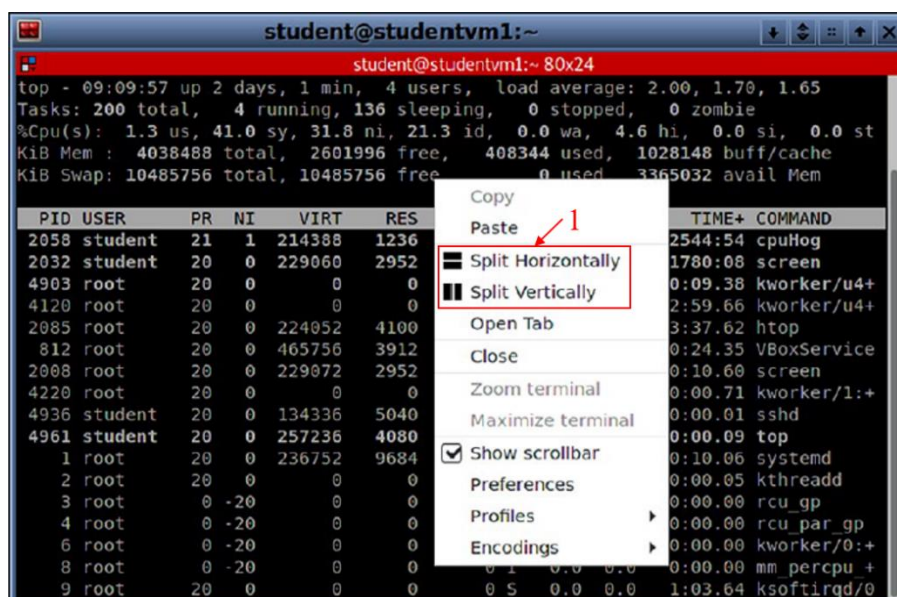 student@studentvm1:~
student@studentvm1:~ 80x24
top - 09:09:57 up 2 days, 1 min, 4 users, load average: 2.00, 1.70, 1.65
Tasks: 200 total, 4 running, 136 sleeping, 0 stopped, 0 zombie
%Cpu(s): 1.3 us, 41.0 sy, 31.8 ni, 21.3 id, 0.0 wa, 4.6 hi, 0.0 si, 0.0 st
KiB Mem : 4038488 total, 2601996 free, 408344 used, 1028148 buff/cache
KiB Swap: 10485756 total, 10485756 free 0 used 3365032 avail Mem
PID USER PR NI VIRT RES TIME+ COMMAND
2058 student 21 1 214388 1236 2544:54 cpuHog
2032 student 20 0 229060 2952 1780:08 screen
4903 root 20 0 0 0 0:09.38 kworker/u4+
4120 root 20 0 0 0 2:59.66 kworker/u4+
2085 root 20 0 224052 4100 3:37.62 htop
812 root 20 0 465756 3912 0:24.35 VBoxService
2008 root 20 0 229072 2952 0:10.60 screen
4220 root 20 0 0 0 0:00.71 kworker/1:+
4936 student 20 0 134336 5040 0:00.01 sshd
4961 student 20 0 257236 4080 0:00.09 top
1 root 20 0 236752 9684 0:10.06 systemd
2 root 20 0 0 0 0:00.05 kthreadd
3 root 0 -20 0 0 0:00.00 rcu_gp
4 root 0 -20 0 0 0:00.00 rcu_par_gp
6 root 0 -20 0 0 0:00.00 kworker/0:+
8 root 0 -20 0 0 0 I 0.0 0.0 0:00.00 mm_percpu_+
9 root 20 0 0 0 0 S 0.0 0.0 1:03.64 ksoftirqd/0
Copy
Paste
1
Split Horizontally
Split Vertically
Open Tab
Close
Zoom terminal
Maximize terminal
Show scrollbar
Preferences
Profiles
Encodings